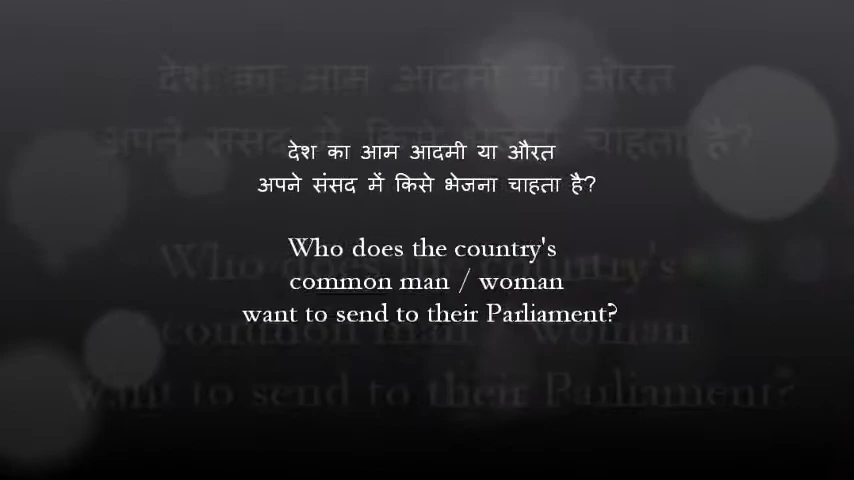 देश का आम आदमी या औरत
अपने संसद में किसे भेजना चाहता है?
Who does the country's
common man / woman
want to send to their Parliament?